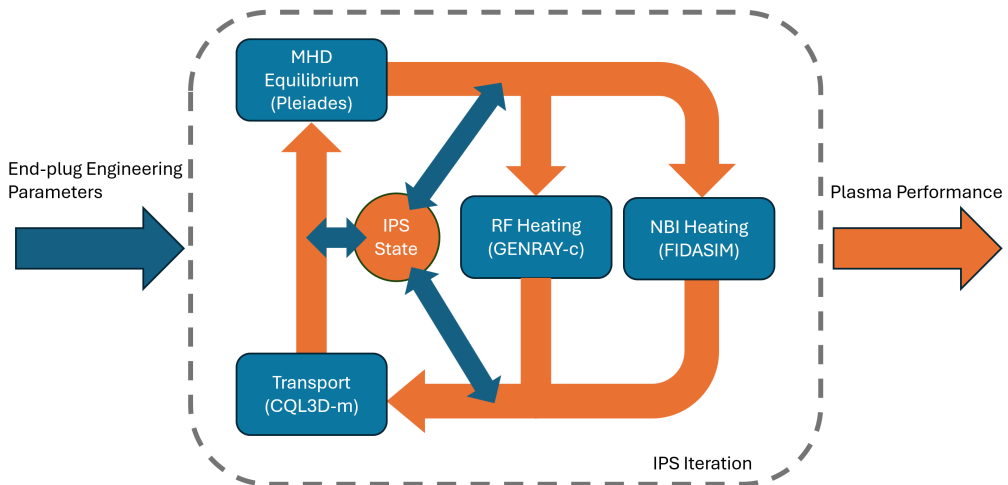 MHD
Equilibrium
(Pleiades)
End-plug Engineering
Parameters
IPS
State
RF Heating
(GENRAY-c)
NBI Heating
(FIDASIM)
Plasma Performance
Transport
(CQL3D-m)
IPS Iteration